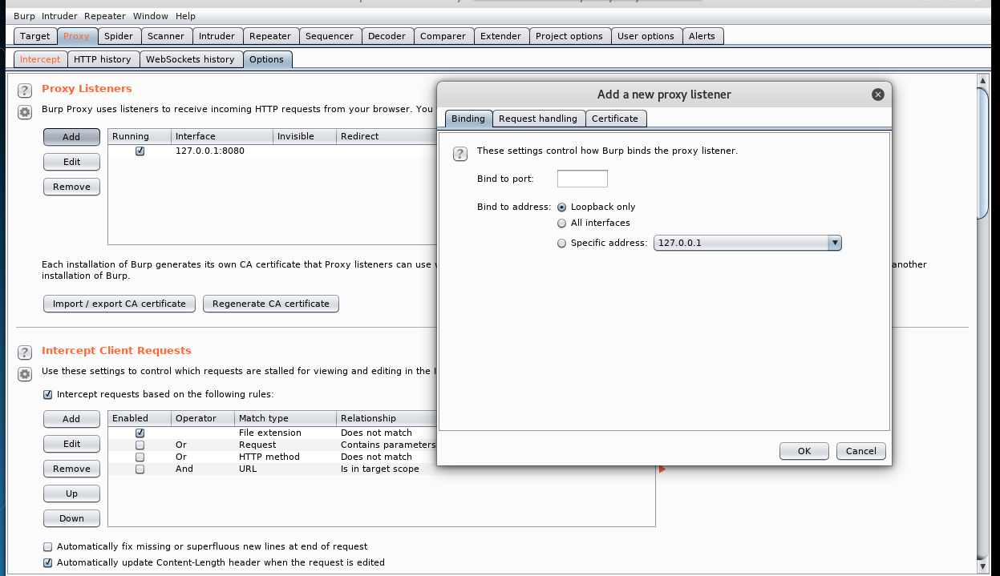 Burp Intruder Repeater Window Help
Target Proxy Spider Scanner Intruder Repeater Sequencer Decoder Comparer Extender Project options User options Alerts
Intercept HTTP history WebSockets history Options
? Proxy Listeners
Burp Proxy uses listeners to receive incoming HTTP requests from your browser. You
Add
Edit
Remove
Running Interface Invisible Redirect
127.0.0.1:8080
Each installation of Burp generates its own CA certificate that Proxy listeners can use
another
installation of Burp.
Import / export CA certificate Regenerate CA certificate
? Intercept Client Requests
Use these settings to control which requests are stalled for viewing and editing in the
Intercept requests based on the following rules:
Add
Edit
Remove
Up
Down
Enabled Operator Match type Relationship
File extension Does not match
Or Request Contains parameters
Or HTTP method Does not match
And URL Is in target scope
Automatically fix missing or superfluous new lines at end of request
Automatically update Content-Length header when the request is edited
Add a new proxy listener
Binding Request handling Certificate
? These settings control how Burp binds the proxy listener.
Bind to port:
Bind to address: Loopback only
All interfaces
Specific address: 127.0.0.1
OK Cancel